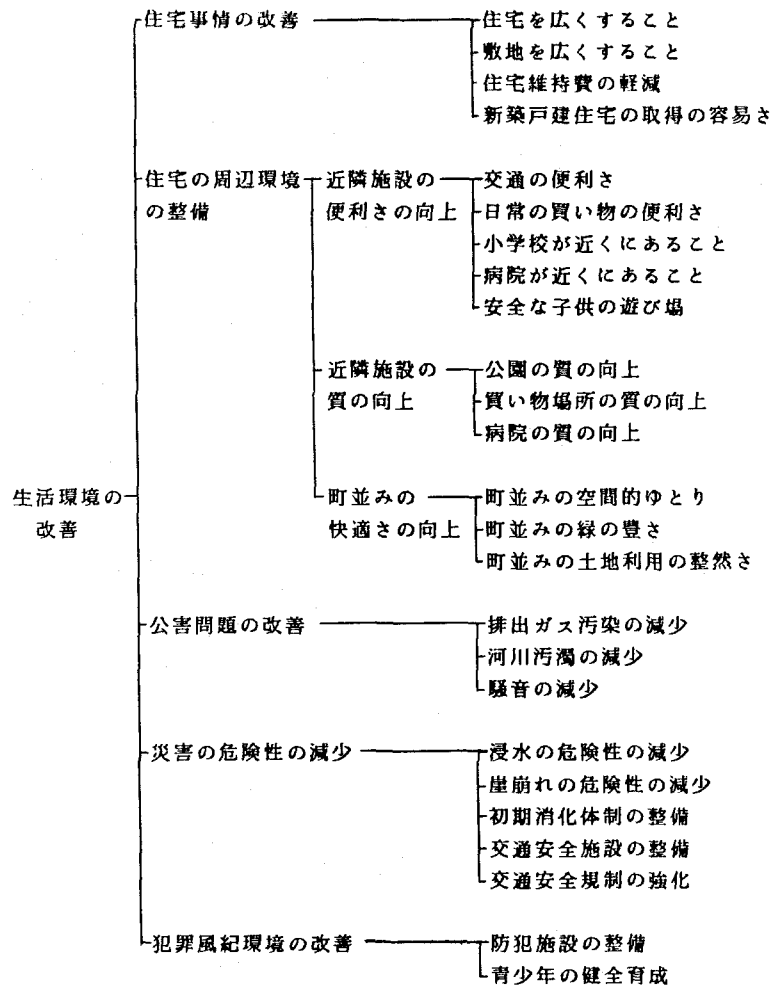 住宅事情の改善
住宅を広くすること
敷地を広くすること
住宅維持費の軽減
新築戸建住宅の取得の容易さ
住宅の周辺環境
の整備
近隣施設の
便利さの向上
交通の便利さ
日常の買い物の便利さ
小学校が近くにあること
病院が近くにあること
安全な子供の遊び場
近隣施設の
質の向上
公園の質の向上
買い物場所の質の向上
病院の質の向上
生活環境の
改善
町並みの
快適さの向上
町並みの空間的ゆとり
町並みの緑の豊さ
町並みの土地利用の整然さ
公害問題の改善
排出ガス汚染の減少
河川汚濁の減少
騒音の減少
災害の危険性の減少
浸水の危険性の減少
崖崩れの危険性の減少
初期消化体制の整備
交通安全施設の整備
交通安全規制の強化
犯罪風紀環境の改善
防犯施設の整備
青少年の健全育成